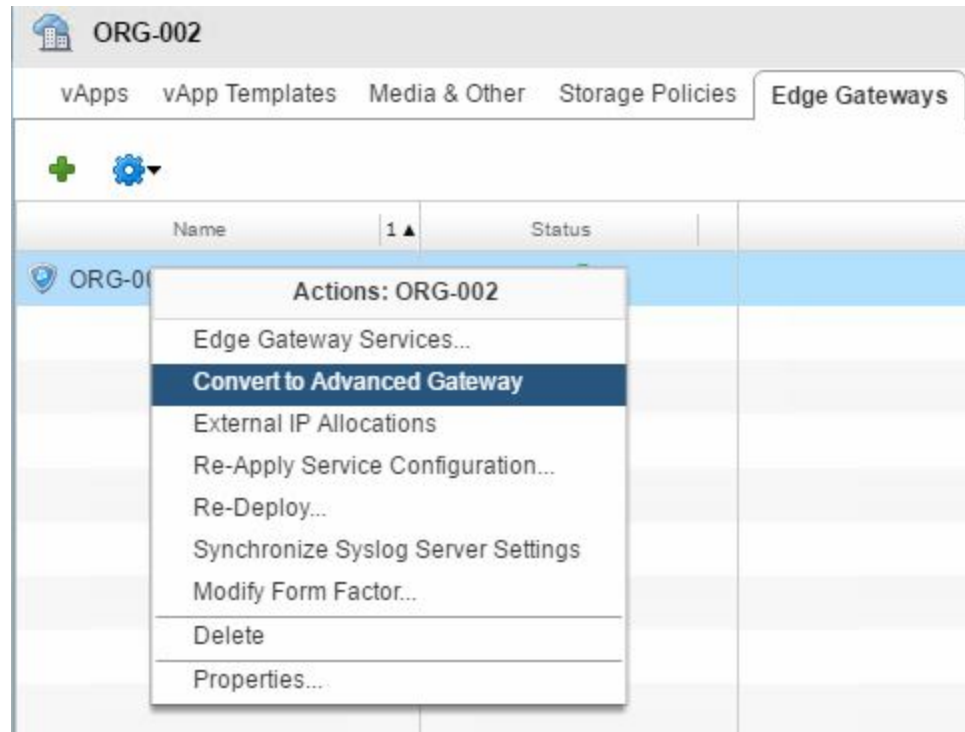 ORG-002
vApps vApp Templates Media & Other Storage Policies Edge Gateways
Name 1 ▲ Status
Actions: ORG-002
Edge Gateway Services...
Convert to Advanced Gateway
External IP Allocations
Re-Apply Service Configuration...
Re-Deploy...
Synchronize Syslog Server Settings
Modify Form Factor...
Delete
Properties...